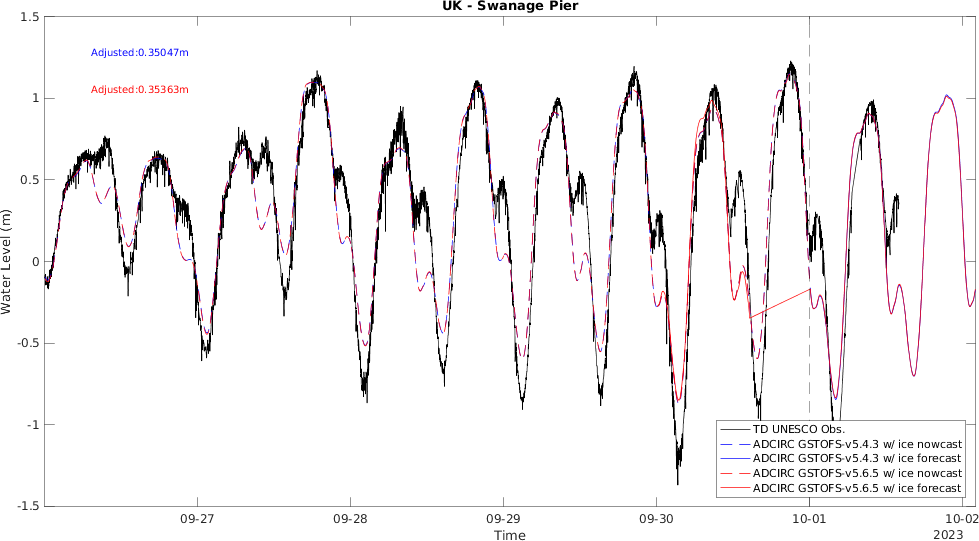 UK - Swanage Pier
1.5
Adjusted:0.35047m
Adjusted:0.35363m
1
0.5
0
-0.5
-1
-1.5
Water Level (m)
TD UNESCO Obs.
ADCIRC GSTOFS-v5.4.3 w/ ice nowcast
ADCIRC GSTOFS-v5.4.3 w/ ice forecast
ADCIRC GSTOFS-v5.6.5 w/ ice nowcast
ADCIRC GSTOFS-v5.6.5 w/ ice forecast
09-27 09-28 09-29 09-30 10-01 10-02
Time
2023